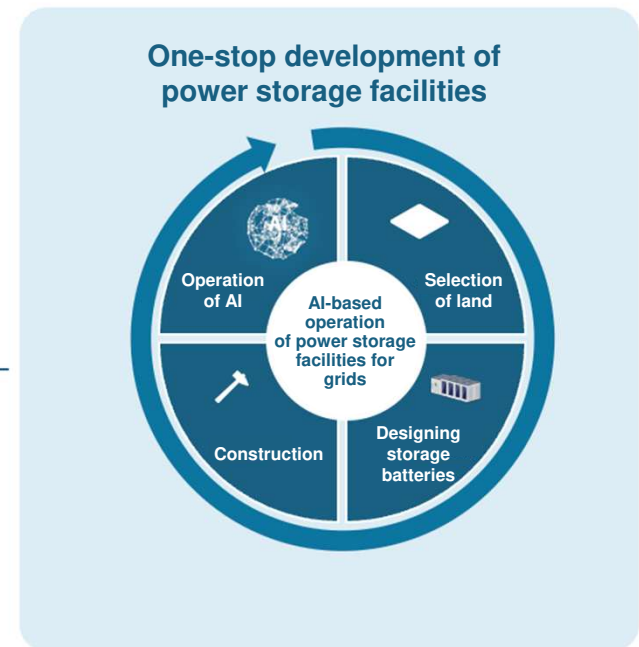 One-stop development of
power storage facilities
AI
Operation
of AI
Selection
of land
AI-based
operation
of power storage
facilities for
grids
Construction
Designing
storage
batteries